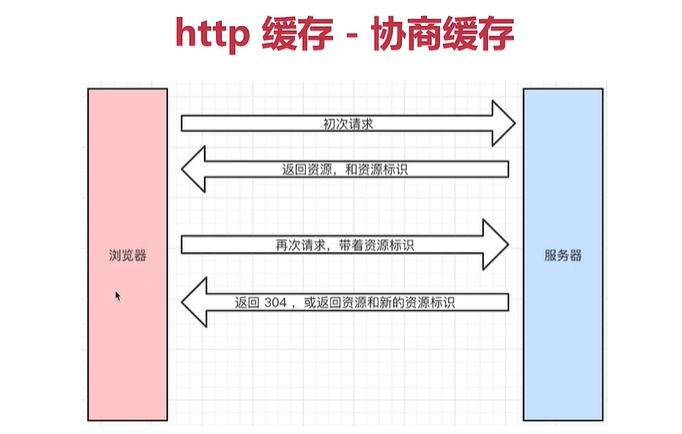 http 缓存 - 协商缓存
初次请求
返回资源，和资源标识
再次请求，带着资源标识
浏览器
服务器
返回 304 ，或返回资源和新的资源标识